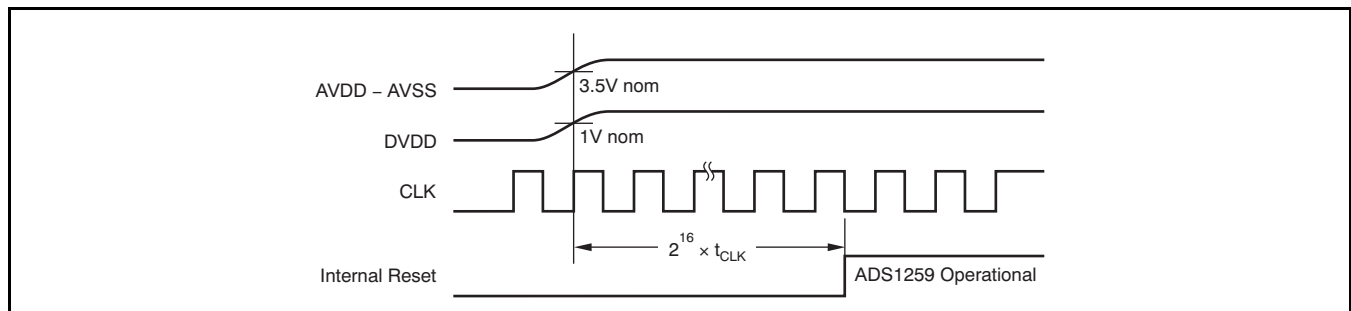 AVDD – AVSS
3.5V nom
DVDD
1V nom
CLK
2^16 × tCLK
Internal Reset
ADS1259 Operational